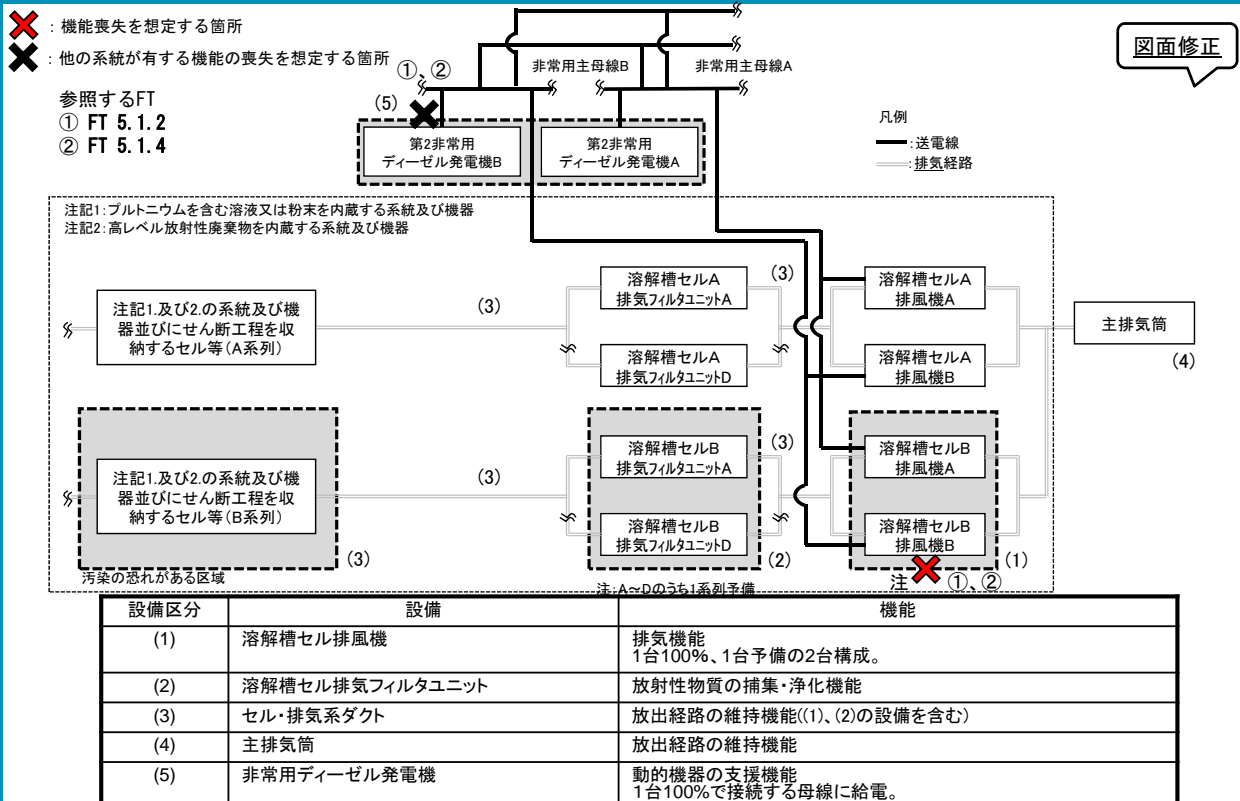 ：機能喪失を想定する箇所
：他の系統が有する機能の喪失を想定する箇所
図面修正
参照するFT
① FT 5.1.2
② FT 5.1.4
①、②
(5)
非常用主母線B
非常用主母線A
第2非常用
ディーゼル発電機B
第2非常用
ディーゼル発電機A
凡例
：送電線
：排気経路
注記1：プルトニウムを含む溶液又は粉末を内蔵する系統及び機器
注記2：高レベル放射性廃棄物を内蔵する系統及び機器
注記1.及び2.の系統及び機
器並びにせん断工程を収
納するセル等（A系列）
(3)
溶解槽セルA
排気フィルタユニットA
(3)
溶解槽セルA
排気フィルタユニットD
溶解槽セルA
排風機A
溶解槽セルA
排風機B
主排気筒
(4)
注記1.及び2.の系統及び機
器並びにせん断工程を収
納するセル等（B系列）
(3)
(3)
溶解槽セルB
排気フィルタユニットA
(3)
溶解槽セルB
排気フィルタユニットD
(2)
溶解槽セルB
排風機A
溶解槽セルB
排風機B
(1)
汚染の恐れがある区域
注：A～Dのうち1系列予備
注
①、②
設備区分 設備 機能
(1) 溶解槽セル排風機 排気機能
1台100％、1台予備の2台構成。
(2) 溶解槽セル排気フィルタユニット 放射性物質の捕集・浄化機能
(3) セル・排気系ダクト 放出経路の維持機能((1)、(2)の設備を含む)
(4) 主排気筒 放出経路の維持機能
(5) 非常用ディーゼル発電機 動的機器の支援機能
1台100％で接続する母線に給電。